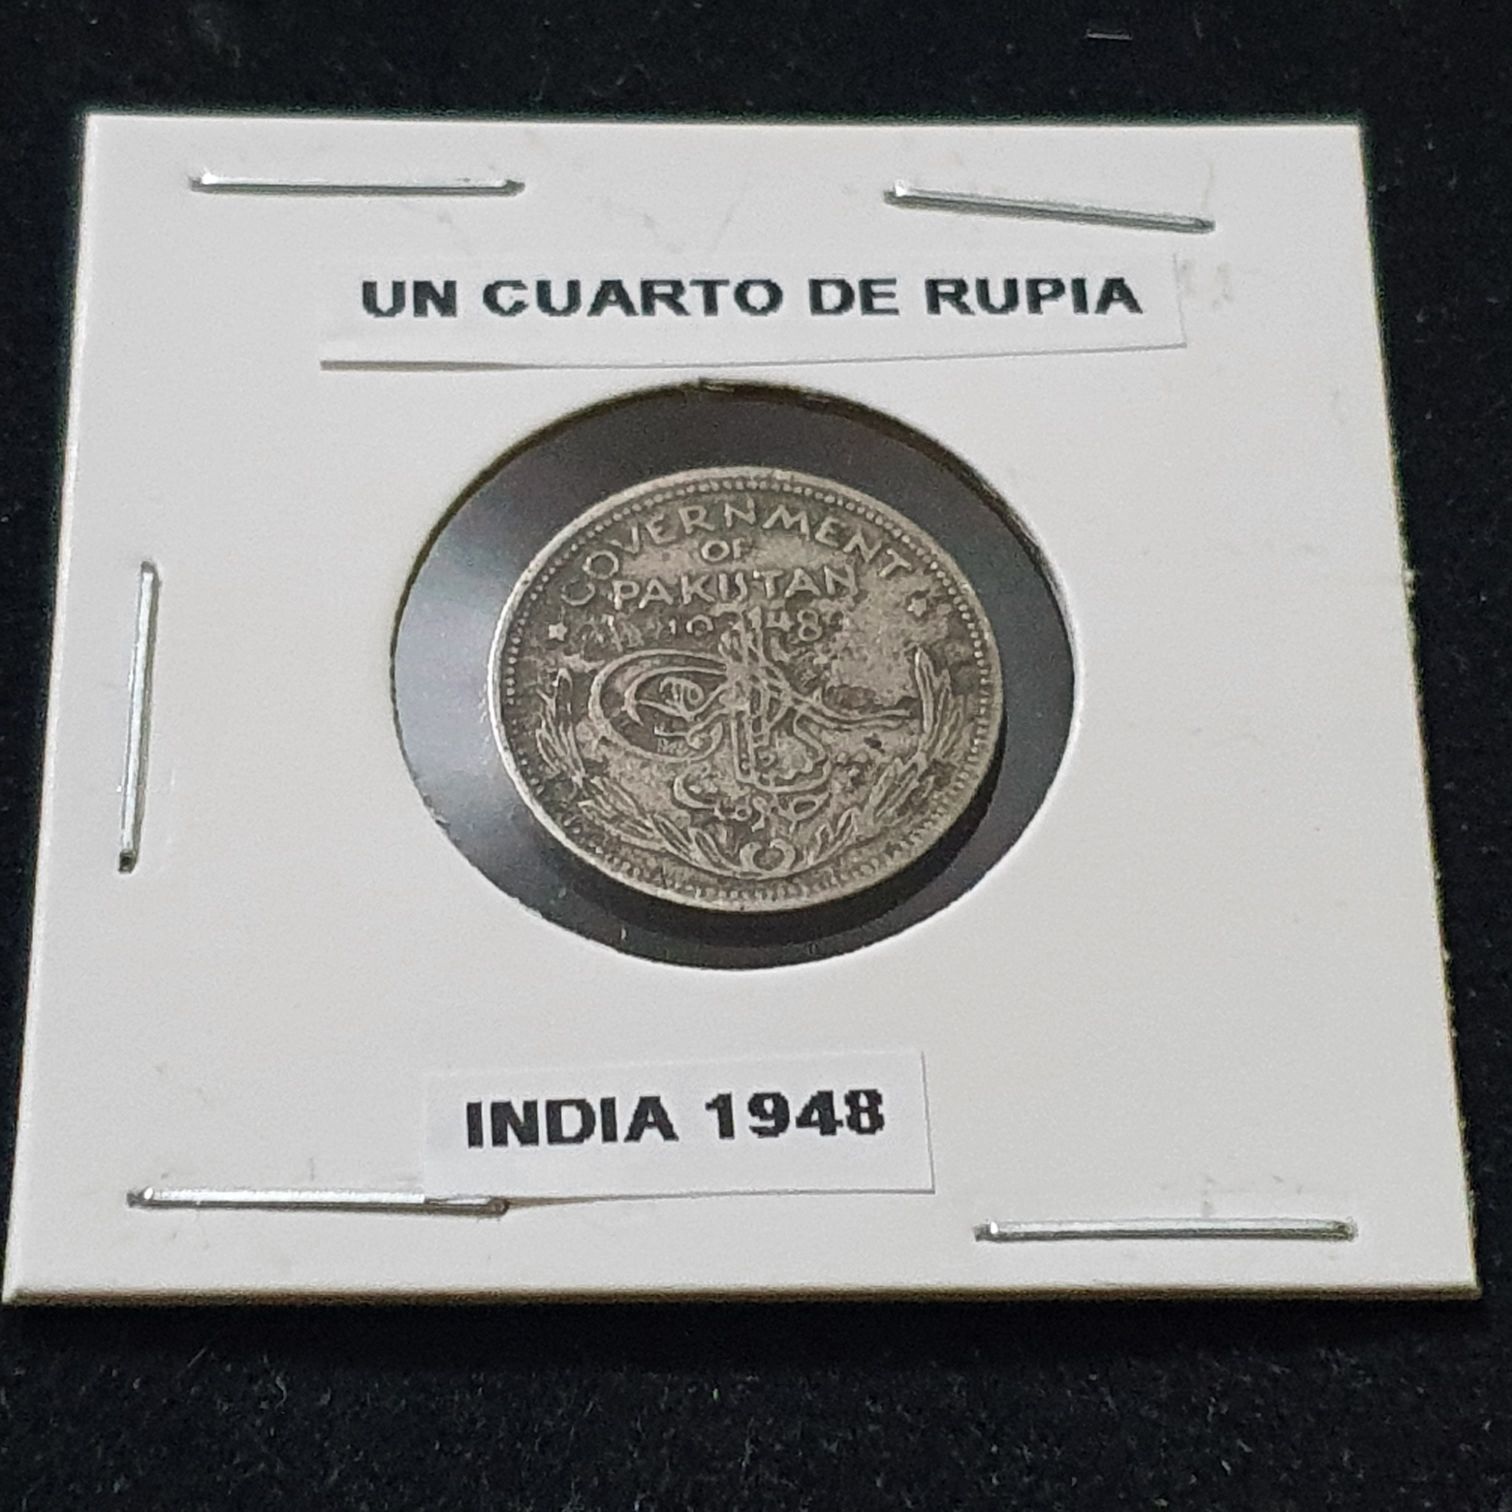 UN CUARTO DE RUPIA
GOVERNMENT
OF
PAKISTAN
1948
INDIA 1948